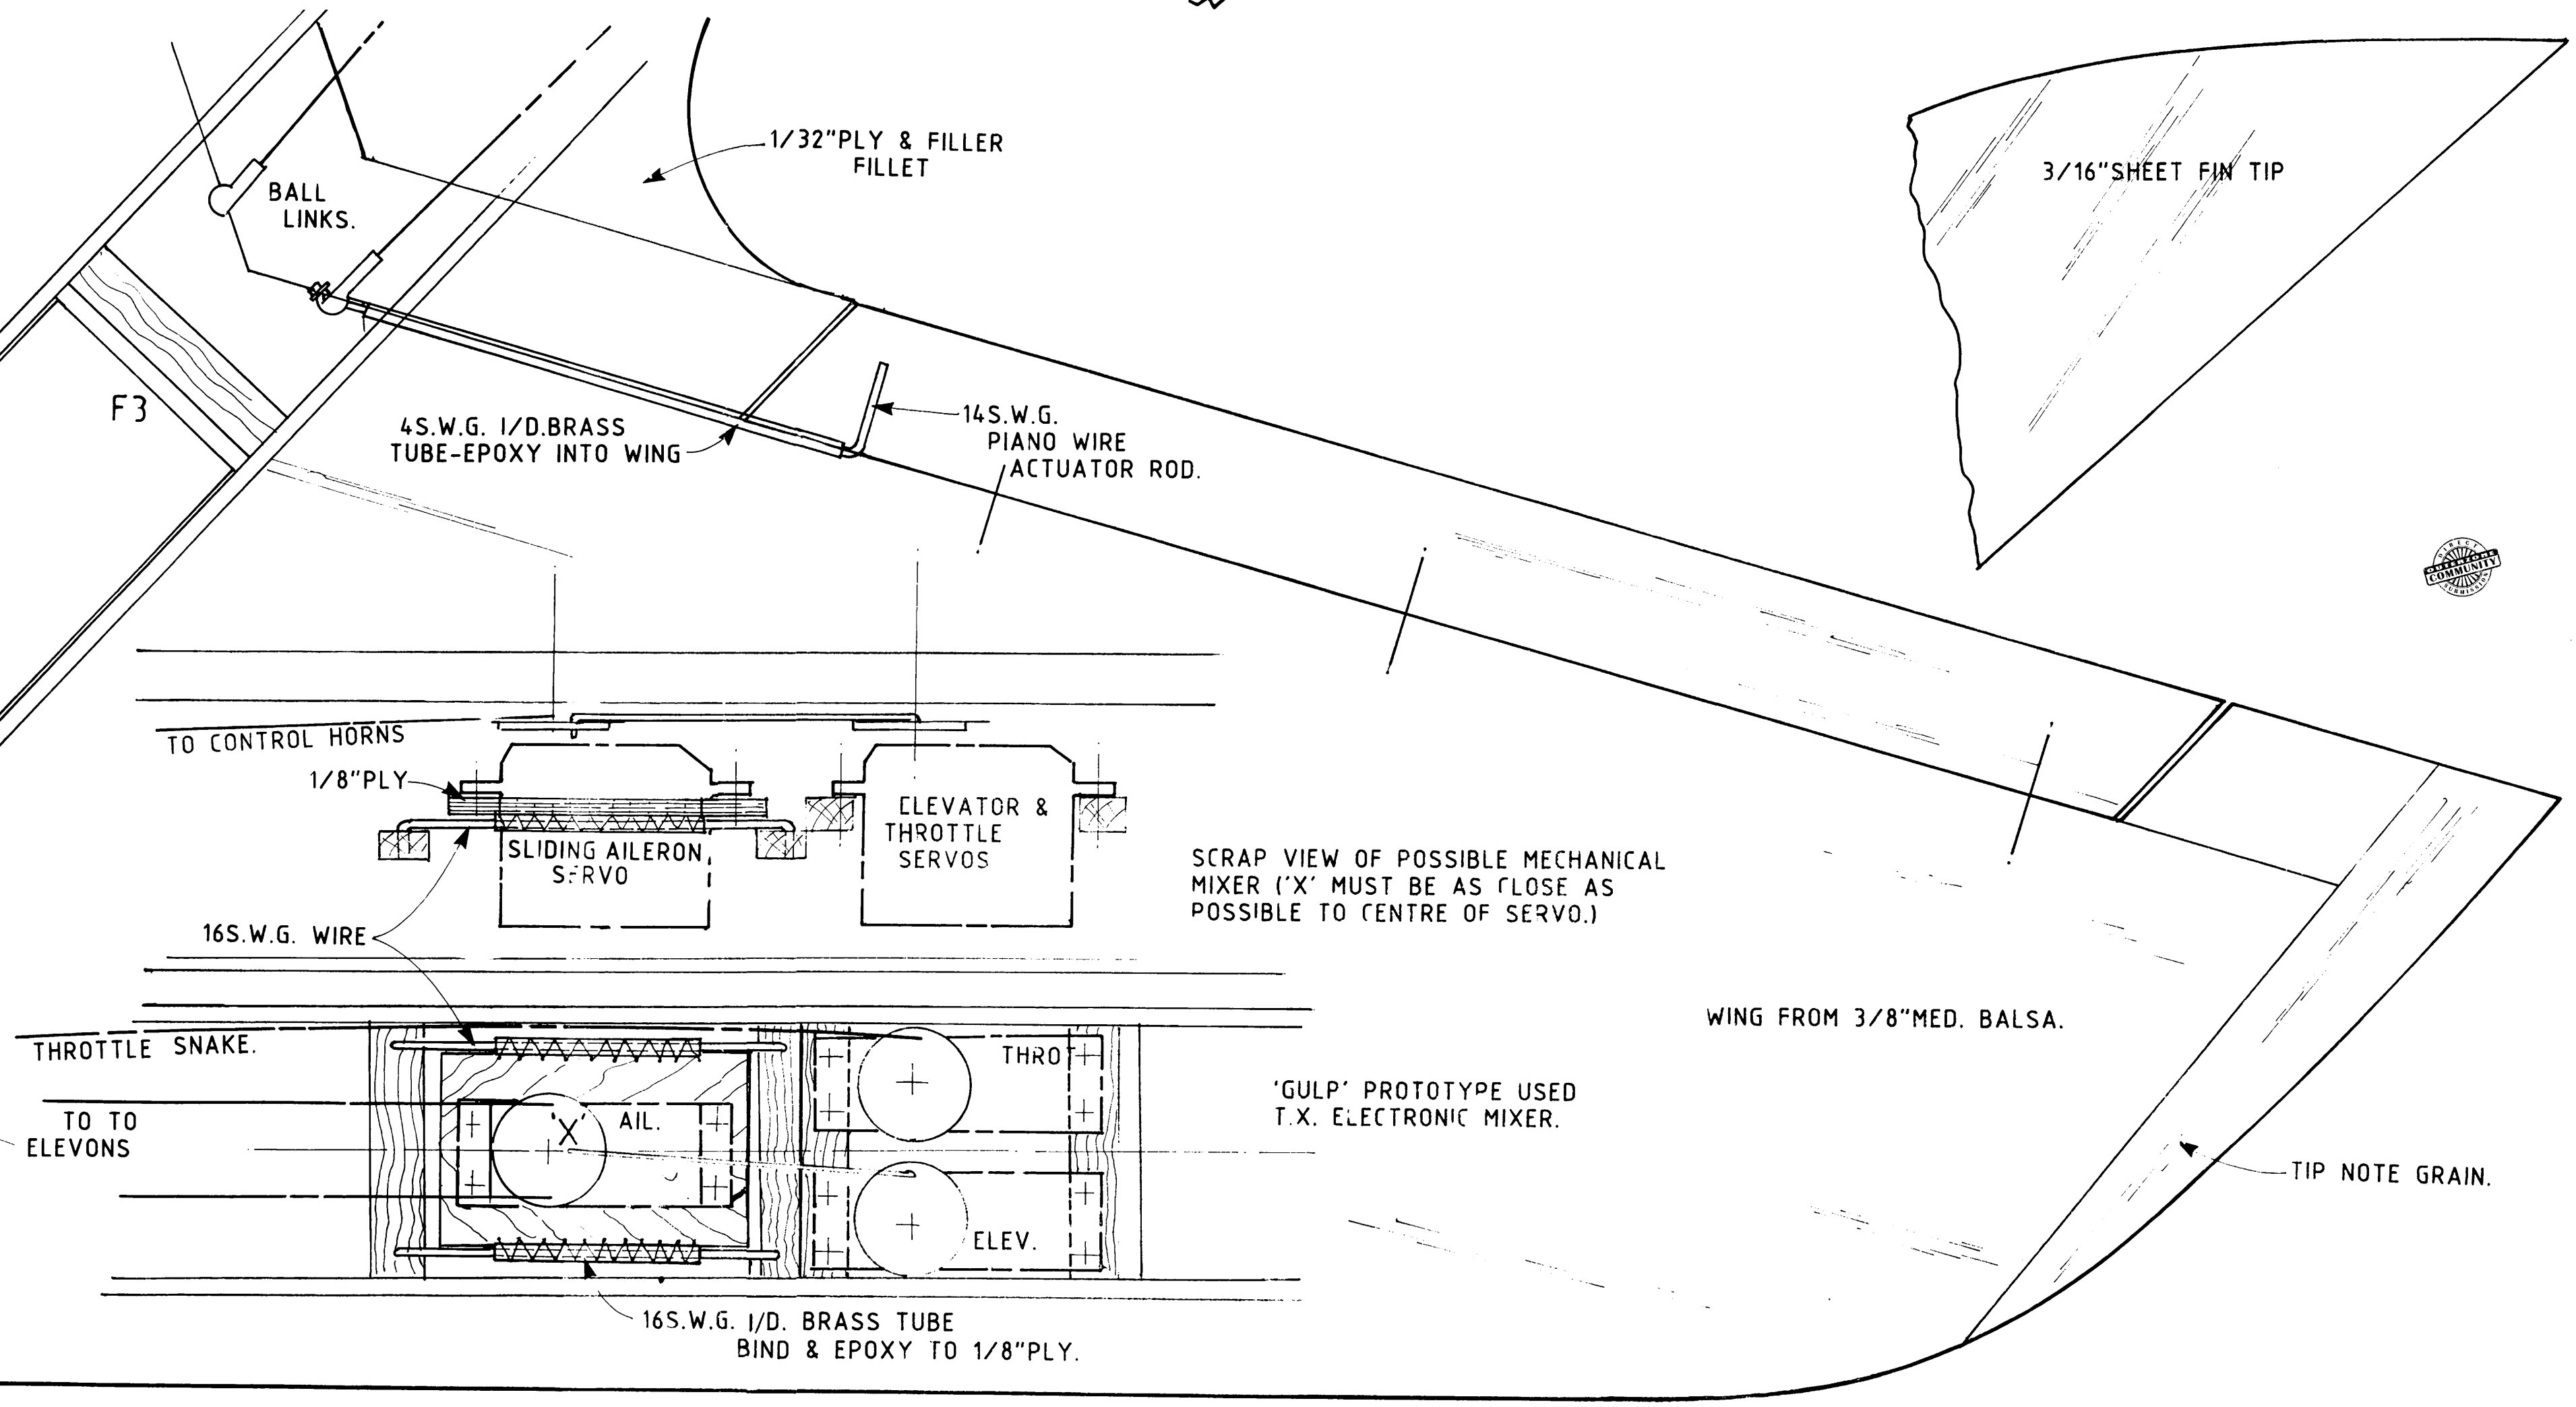 1/32"PLY & FILLER
FILLET
3/16"SHEET FIN TIP
BALL
LINKS.
F3
4S.W.G. I/D.BRASS
TUBE-EPOXY INTO WING
14S.W.G.
PIANO WIRE
ACTUATOR ROD.
DIRECT
OUTERZONE
COMMUNITY
SUBMISSION
TO CONTROL HORNS
1/8"PLY
SLIDING AILERON
SERVO
ELEVATOR &
THROTTLE
SERVOS
SCRAP VIEW OF POSSIBLE MECHANICAL
MIXER ('X' MUST BE AS CLOSE AS
POSSIBLE TO CENTRE OF SERVO.)
16S.W.G. WIRE
WING FROM 3/8"MED. BALSA.
THROTTLE SNAKE.
THROT
'GULP' PROTOTYPE USED
T.X. ELECTRONIC MIXER.
TO TO
ELEVONS
X
AIL.
TIP NOTE GRAIN.
ELEV.
16S.W.G. I/D. BRASS TUBE
BIND & EPOXY TO 1/8"PLY.